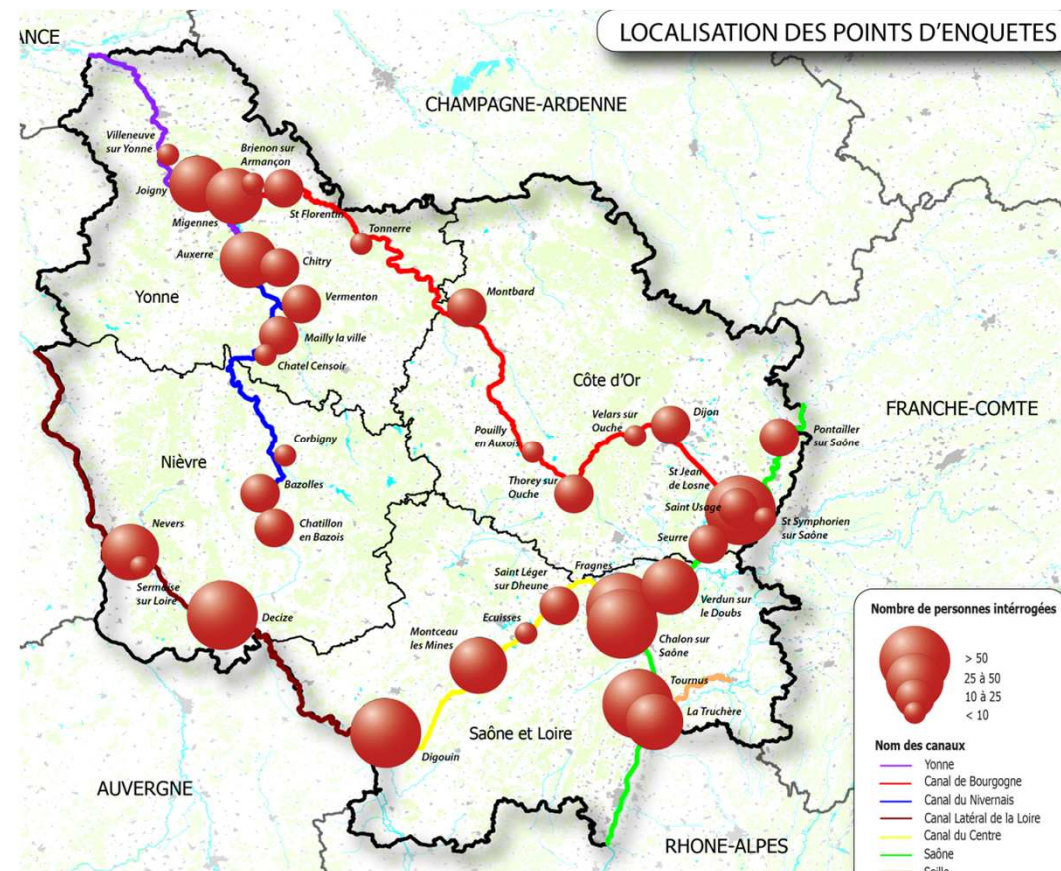 ANCE
LOCALISATION DES POINTS D'ENQUETES
CHAMPAGNE-ARDENNE
Villeneuve
sur Yonne
Brienon sur
Armançon
Joigny
St Florentin
Migennes
Tonnerre
Auxerre
Chitry
Yonne
Vermenton
Montbard
Mailly la ville
Chatel Censoir
Côte d'Or
FRANCHE-COMTE
Velars sur
Ouche
Dijon
Pontailler
sur Saône
Pouilly
en Auxois
Corbigny
Nièvre
Bazolles
Thorey sur
Ouche
St Jean
de Losne
Saint Usage
St Symphorien
sur Saône
Chatillon
en Bazois
Nevers
Seurre
Sermoise
sur Loire
Saint Léger
sur Dheune
Fragnes
Verdun sur
le Doubs
Decize
Ecuisses
Montceau
les Mines
Chalon sur
Saône
Tournus
La Truchère
Saône et Loire
Digouin
AUVERGNE
RHONE-ALPES
Nombre de personnes intérrogées
> 50
25 à 50
10 à 25
< 10
Nom des canaux
Yonne
Canal de Bourgogne
Canal du Nivernais
Canal Latéral de la Loire
Canal du Centre
Saône
Seille